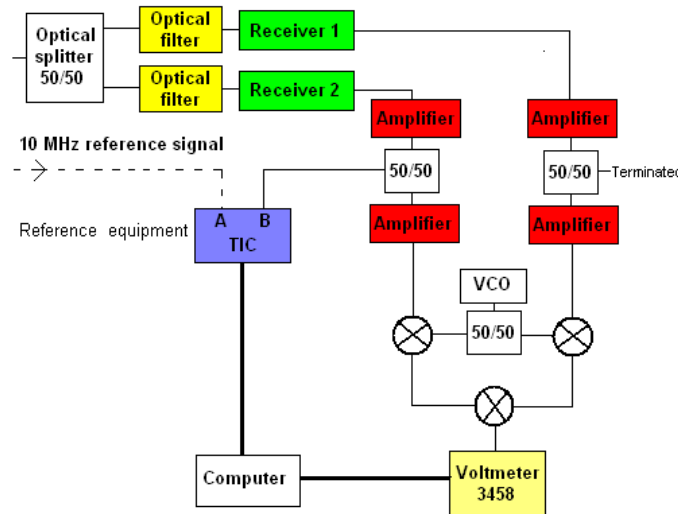 Optical
splitter
50/50
Optical
filter
Receiver 1
Optical
filter
Receiver 2
Amplifier
Amplifier
10 MHz reference signal
50/50
50/50
Terminated
A B
TIC
Reference equipment
Amplifier
Amplifier
VCO
50/50
Computer
Voltmeter
3458